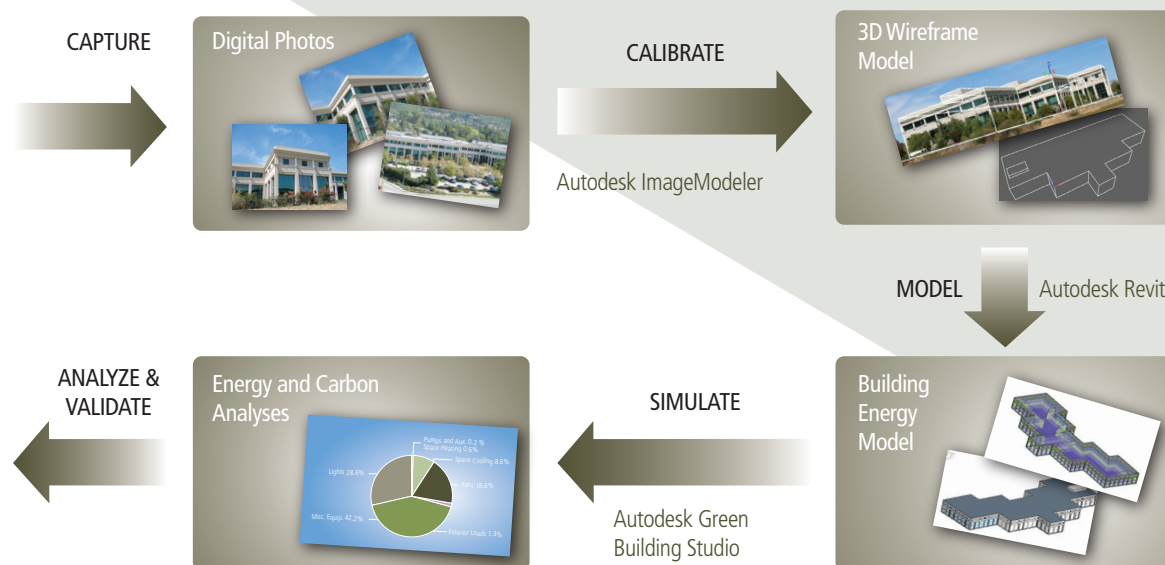 CAPTURE
Digital Photos
CALIBRATE
Autodesk ImageModeler
3D Wireframe
Model
MODEL
Autodesk Revit
Building
Energy
Model
SIMULATE
Autodesk Green
Building Studio
Energy and Carbon
Analyses
Pumps and Aux. 0.2 %
Space Heating 0.6%
Space Cooling 8.6%
Lights 28.6%
Fans 18.6%
Misc. Equip. 42.2%
Exterior Loads 1.3%
ANALYZE &
VALIDATE